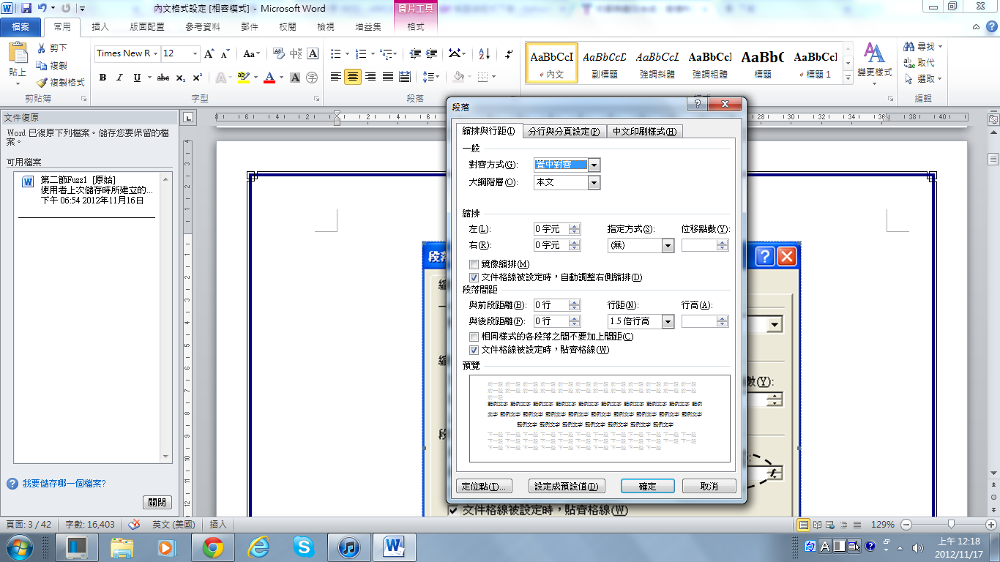 內文格式設定 [相容模式] - Microsoft Word
圖片工具
檔案 常用 插入 版面配置 參考資料 郵件 校閱 檢視 增益集 格式
貼上
剪下
複製
複製格式
剪貼簿
Times New R 12
字型
段落
AaBbCcI AaBbCcD AaBbCcL AaBbCcl AaBbC AaBbCcl
內文 副標題 強調斜體 強調粗體 標題 標題 1
變更樣式
尋找
取代
選取
編輯
文件復原
Word 已復原下列檔案。儲存您要保留的檔
案。
可用檔案
第二節Fuzz1 [原始]
使用者上次儲存時所建立的...
下午 06:54 2012年11月16日
我要儲存哪一個檔案?
關閉
段落
縮排與行距(I) 分行與分頁設定(P) 中文印刷樣式(H)
一般
對齊方式(G): 置中對齊
大綱階層(O): 本文
縮排
左(L): 0 字元 指定方式(S): 位移點數(Y):
右(R): 0 字元 (無)
鏡像縮排(M)
文件格線被設定時，自動調整右側縮排(D)
段落間距
與前段距離(B): 0 行 行距(N): 行高(A):
與後段距離(F): 0 行 1.5 倍行高
相同樣式的各段落之間不要加上間距(C)
文件格線被設定時，貼齊格線(W)
預覽
定位點(T)... 設定成預設值(D) 確定 取消
數(Y):
文件格線被設定時，貼齊格線(W)
頁面: 3 / 42 字數: 16,403 英文 (美國) 插入 129%
上午 12:18
2012/11/17